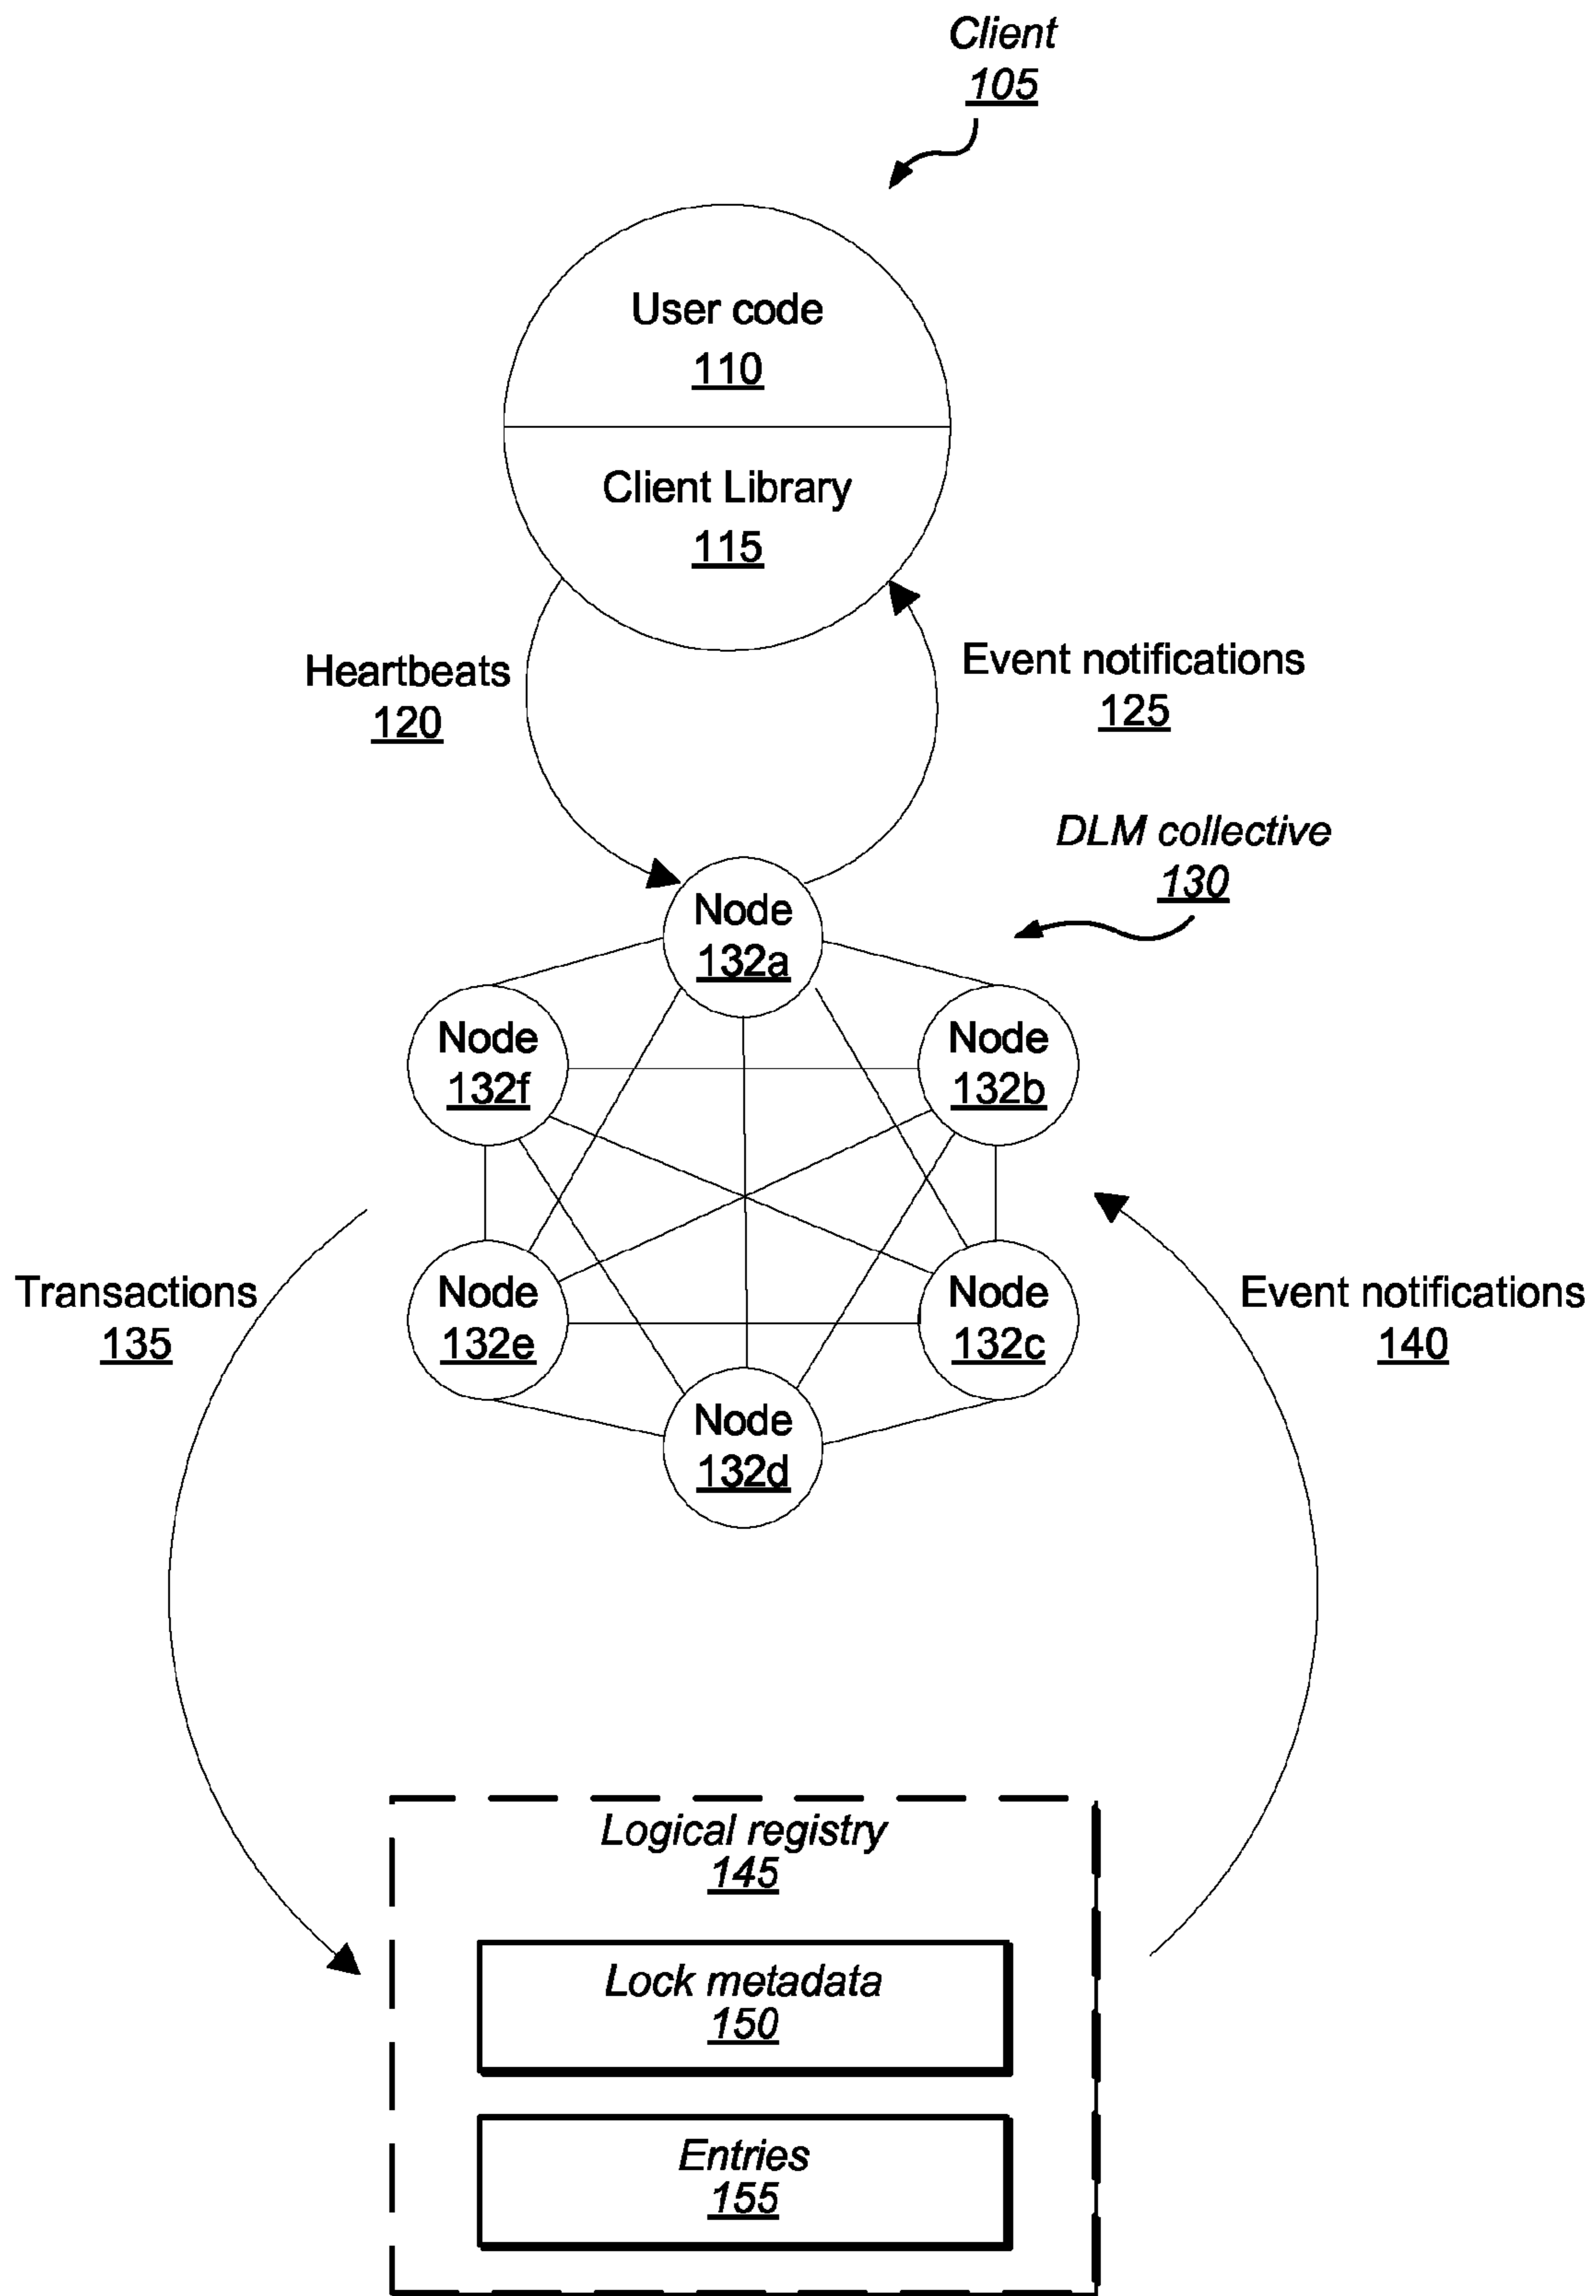 Client
105
User code
110
Client Library
115
Heartbeats
120
Event notifications
125
DLM collective
130
Node
132a
Node
132f
Node
132b
Transactions
135
Node
132e
Node
132c
Event notifications
140
Node
132d
Logical registry
145
Lock metadata
150
Entries
155